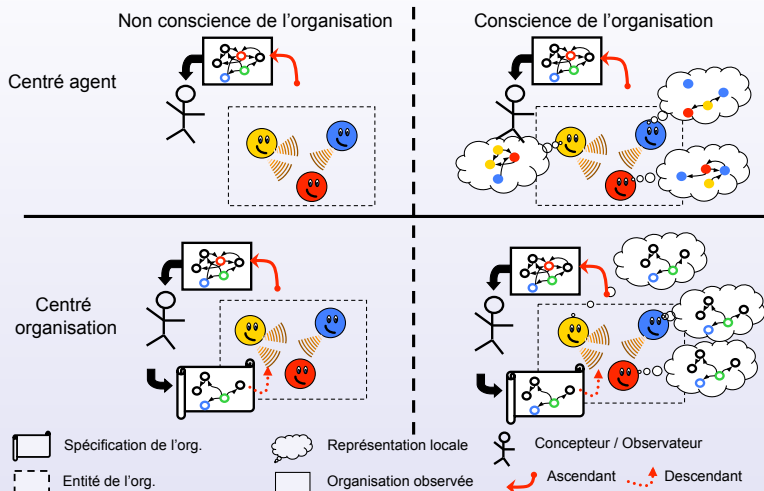 Non conscience de l'organisation
Conscience de l'organisation
Centré agent
Centré
organisation
Spécification de l'org.
Représentation locale
Concepteur / Observateur
Entité de l'org.
Organisation observée
Ascendant
Descendant